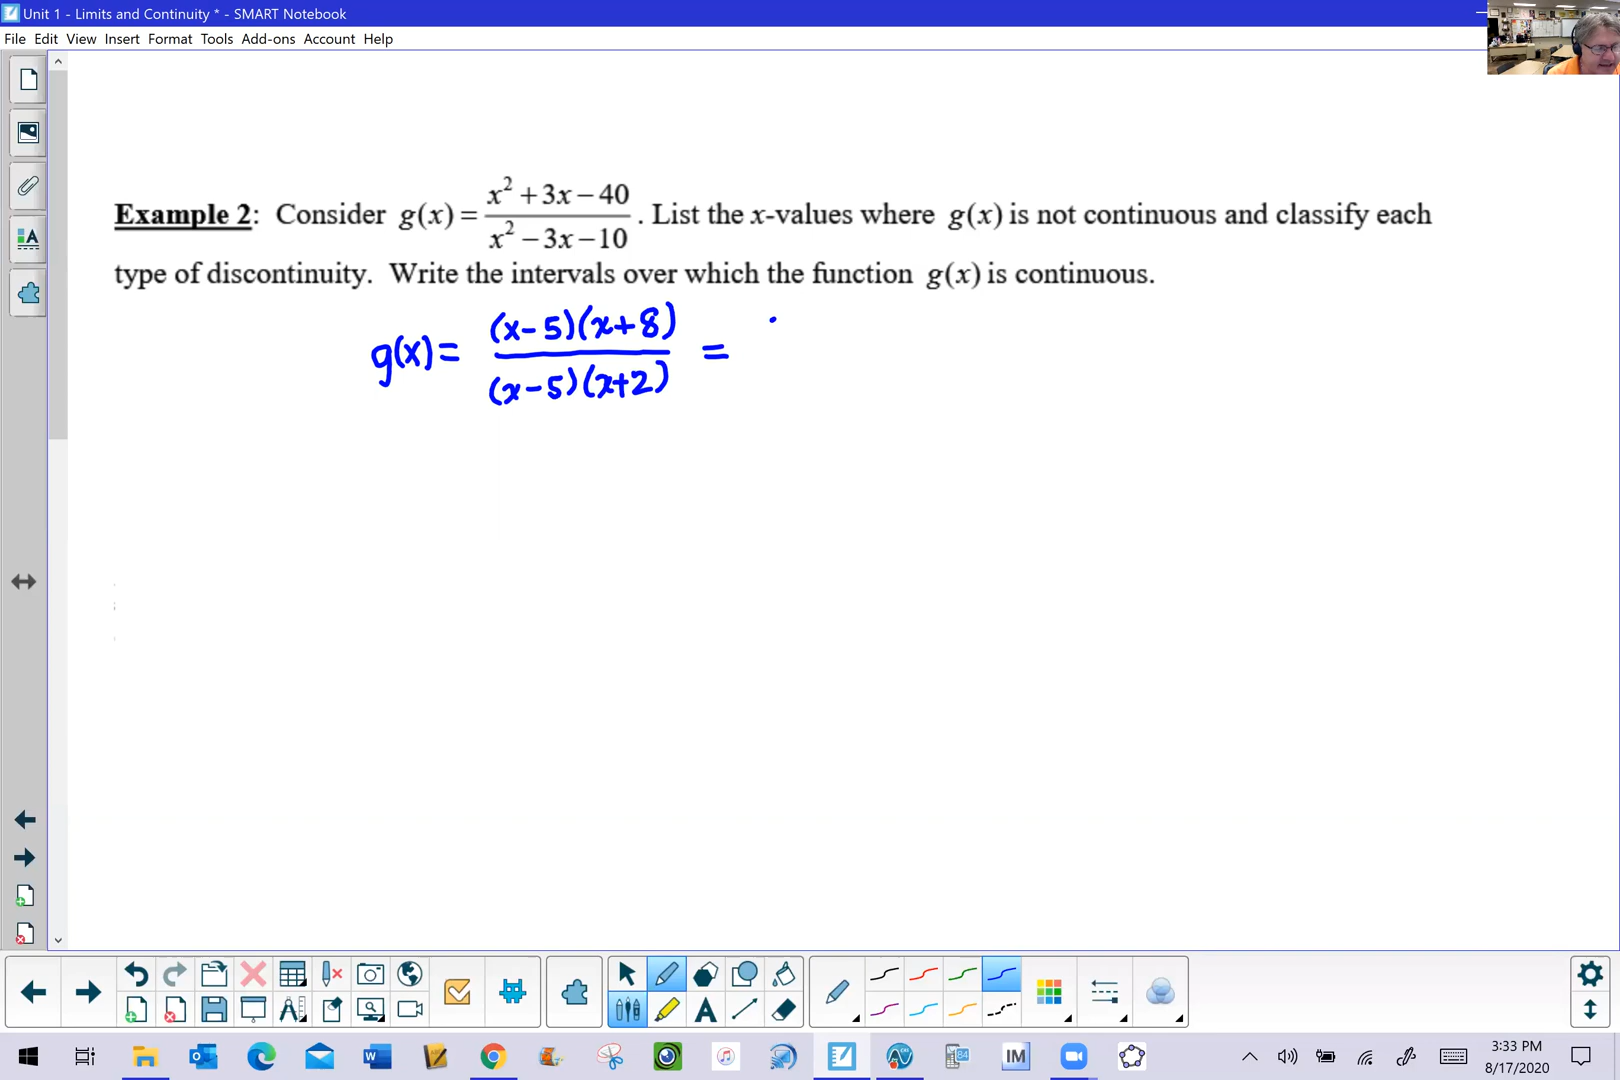 Unit 1 - Limits and Continuity * - SMART Notebook
File Edit View Insert Format Tools Add-ons Account Help
Example 2: Consider g(x) = (x² + 3x − 40)/(x² − 3x − 10). List the x-values where g(x) is not continuous and classify each
type of discontinuity. Write the intervals over which the function g(x) is continuous.
g(x) = ((x-5)(x+8))/((x-5)(x+2)) =
3:33 PM
8/17/2020